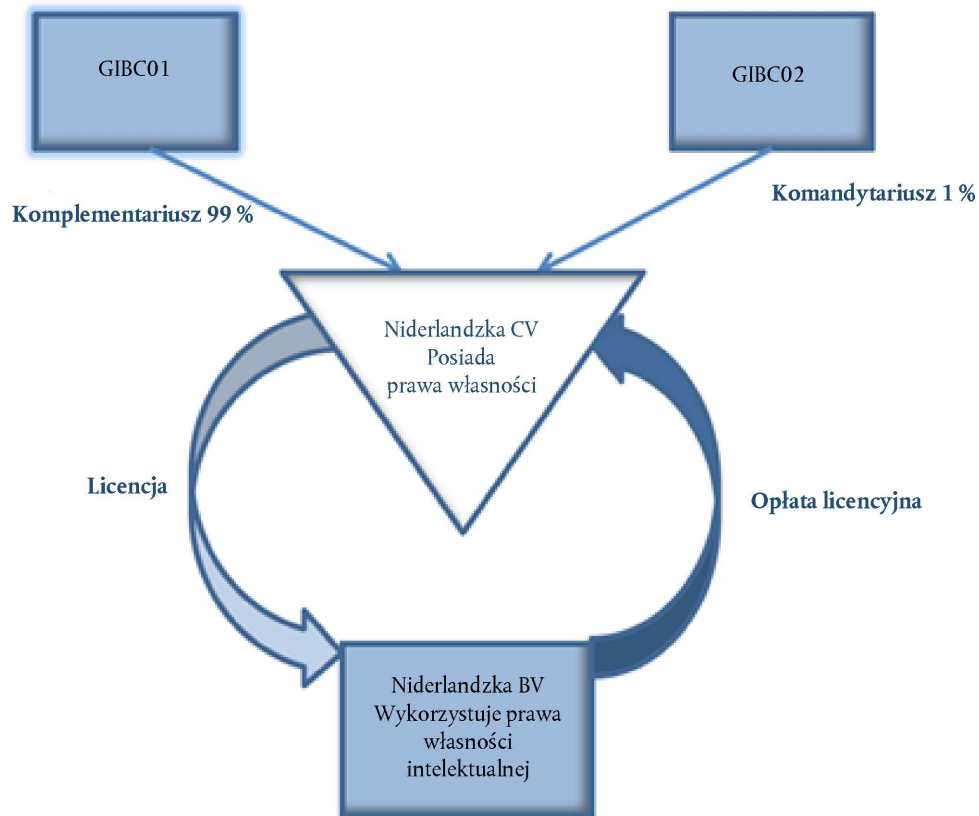 GIBC01
GIBC02
Komplementariusz 99 %
Komandytariusz 1 %
Niderlandzka CV
Posiada
prawa własności
Licencja
Opłata licencyjna
Niderlandzka BV
Wykorzystuje prawa
własności
intelektualnej